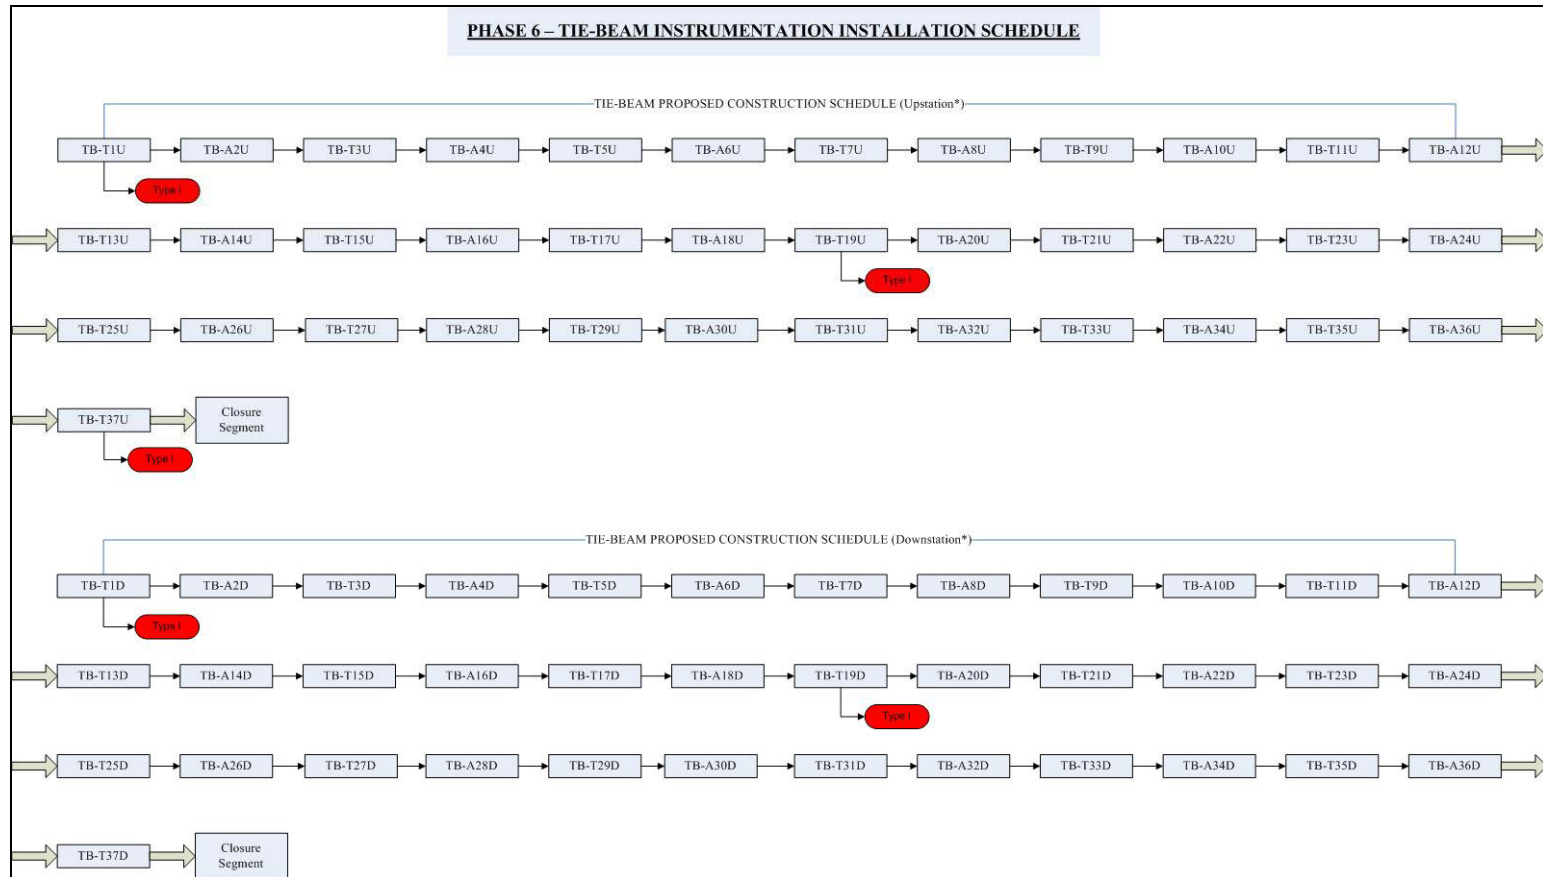 PHASE 6 – TIE-BEAM INSTRUMENTATION INSTALLATION SCHEDULE
TIE-BEAM PROPOSED CONSTRUCTION SCHEDULE (Upstation*)
TB-T1U TB-A2U TB-T3U TB-A4U TB-T5U TB-A6U TB-T7U TB-A8U TB-T9U TB-A10U TB-T11U TB-A12U
Type I
TB-T13U TB-A14U TB-T15U TB-A16U TB-T17U TB-A18U TB-T19U TB-A20U TB-T21U TB-A22U TB-T23U TB-A24U
Type I
TB-T25U TB-A26U TB-T27U TB-A28U TB-T29U TB-A30U TB-T31U TB-A32U TB-T33U TB-A34U TB-T35U TB-A36U
TB-T37U
Closure
Segment
Type I
TIE-BEAM PROPOSED CONSTRUCTION SCHEDULE (Downstation*)
TB-T1D TB-A2D TB-T3D TB-A4D TB-T5D TB-A6D TB-T7D TB-A8D TB-T9D TB-A10D TB-T11D TB-A12D
Type I
TB-T13D TB-A14D TB-T15D TB-A16D TB-T17D TB-A18D TB-T19D TB-A20D TB-T21D TB-A22D TB-T23D TB-A24D
Type I
TB-T25D TB-A26D TB-T27D TB-A28D TB-T29D TB-A30D TB-T31D TB-A32D TB-T33D TB-A34D TB-T35D TB-A36D
TB-T37D
Closure
Segment